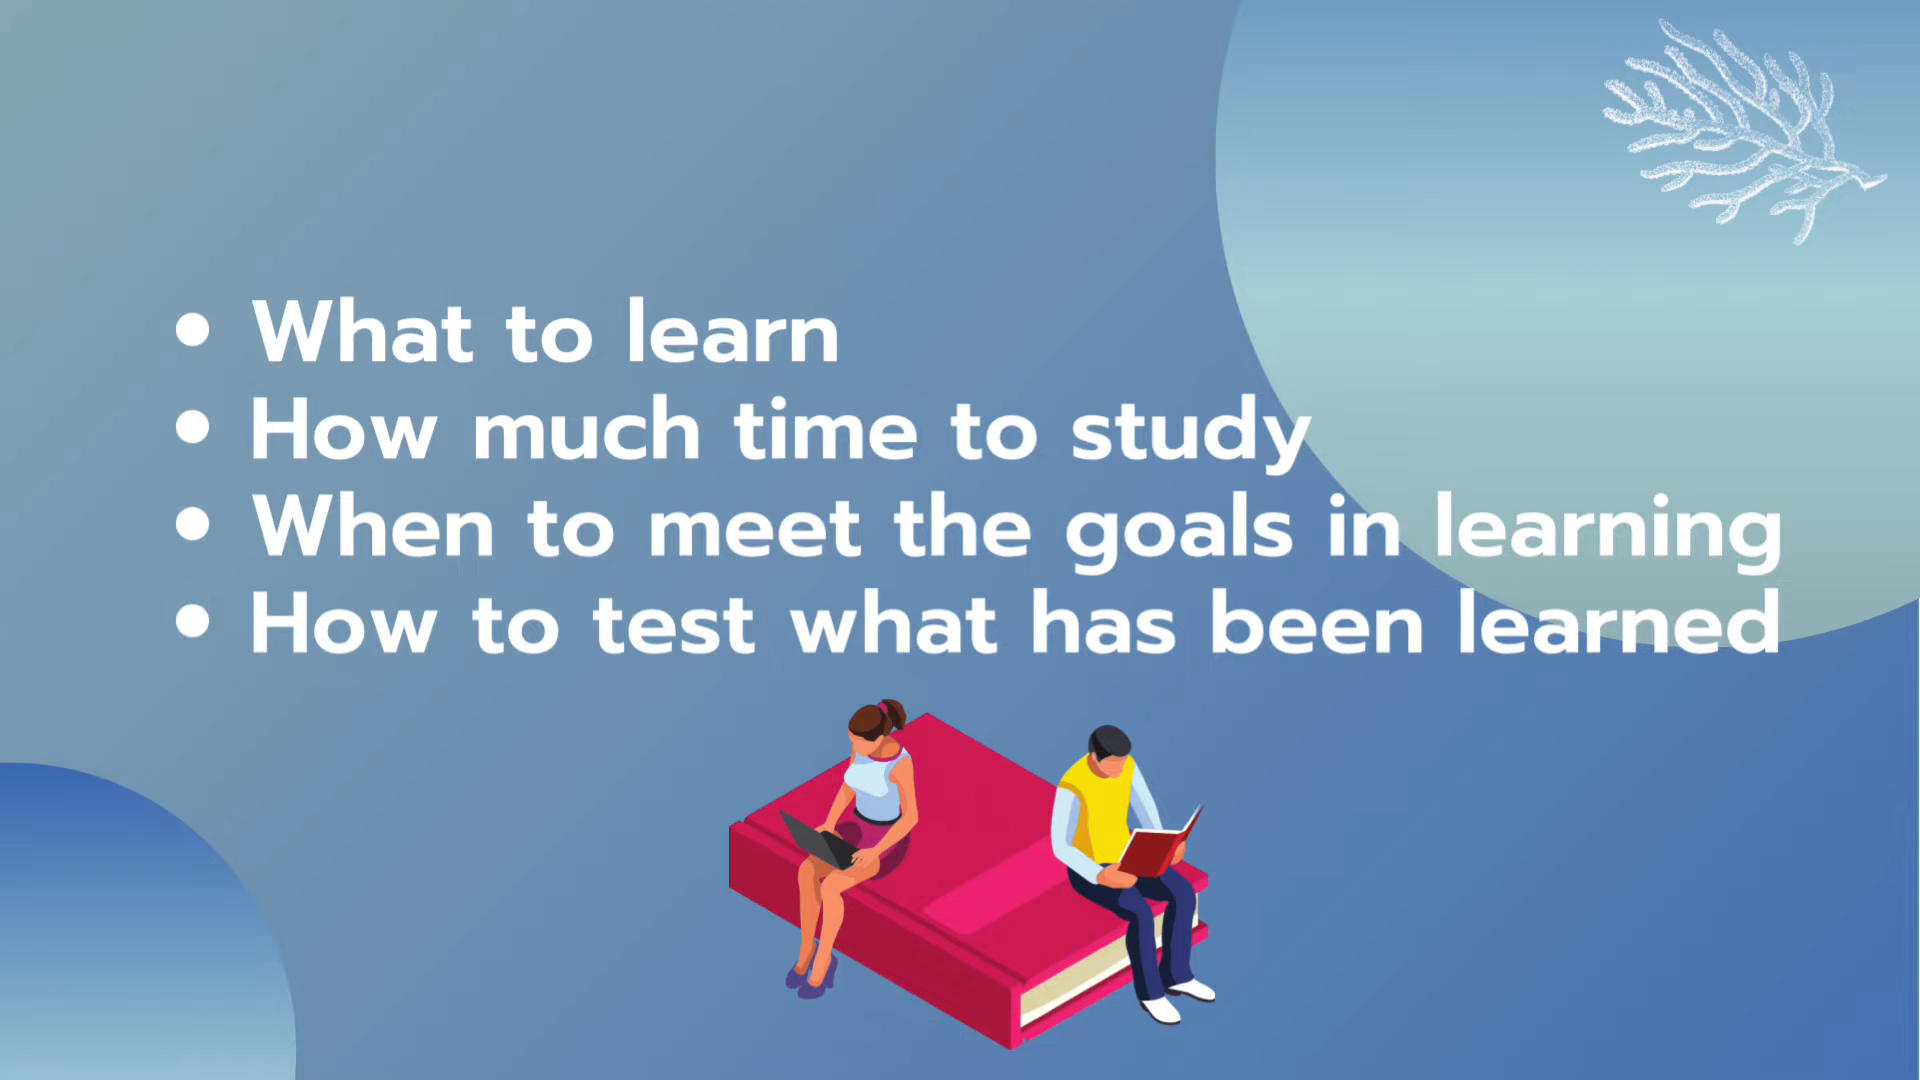 • What to learn
• How much time to study
• When to meet the goals in learning
• How to test what has been learned